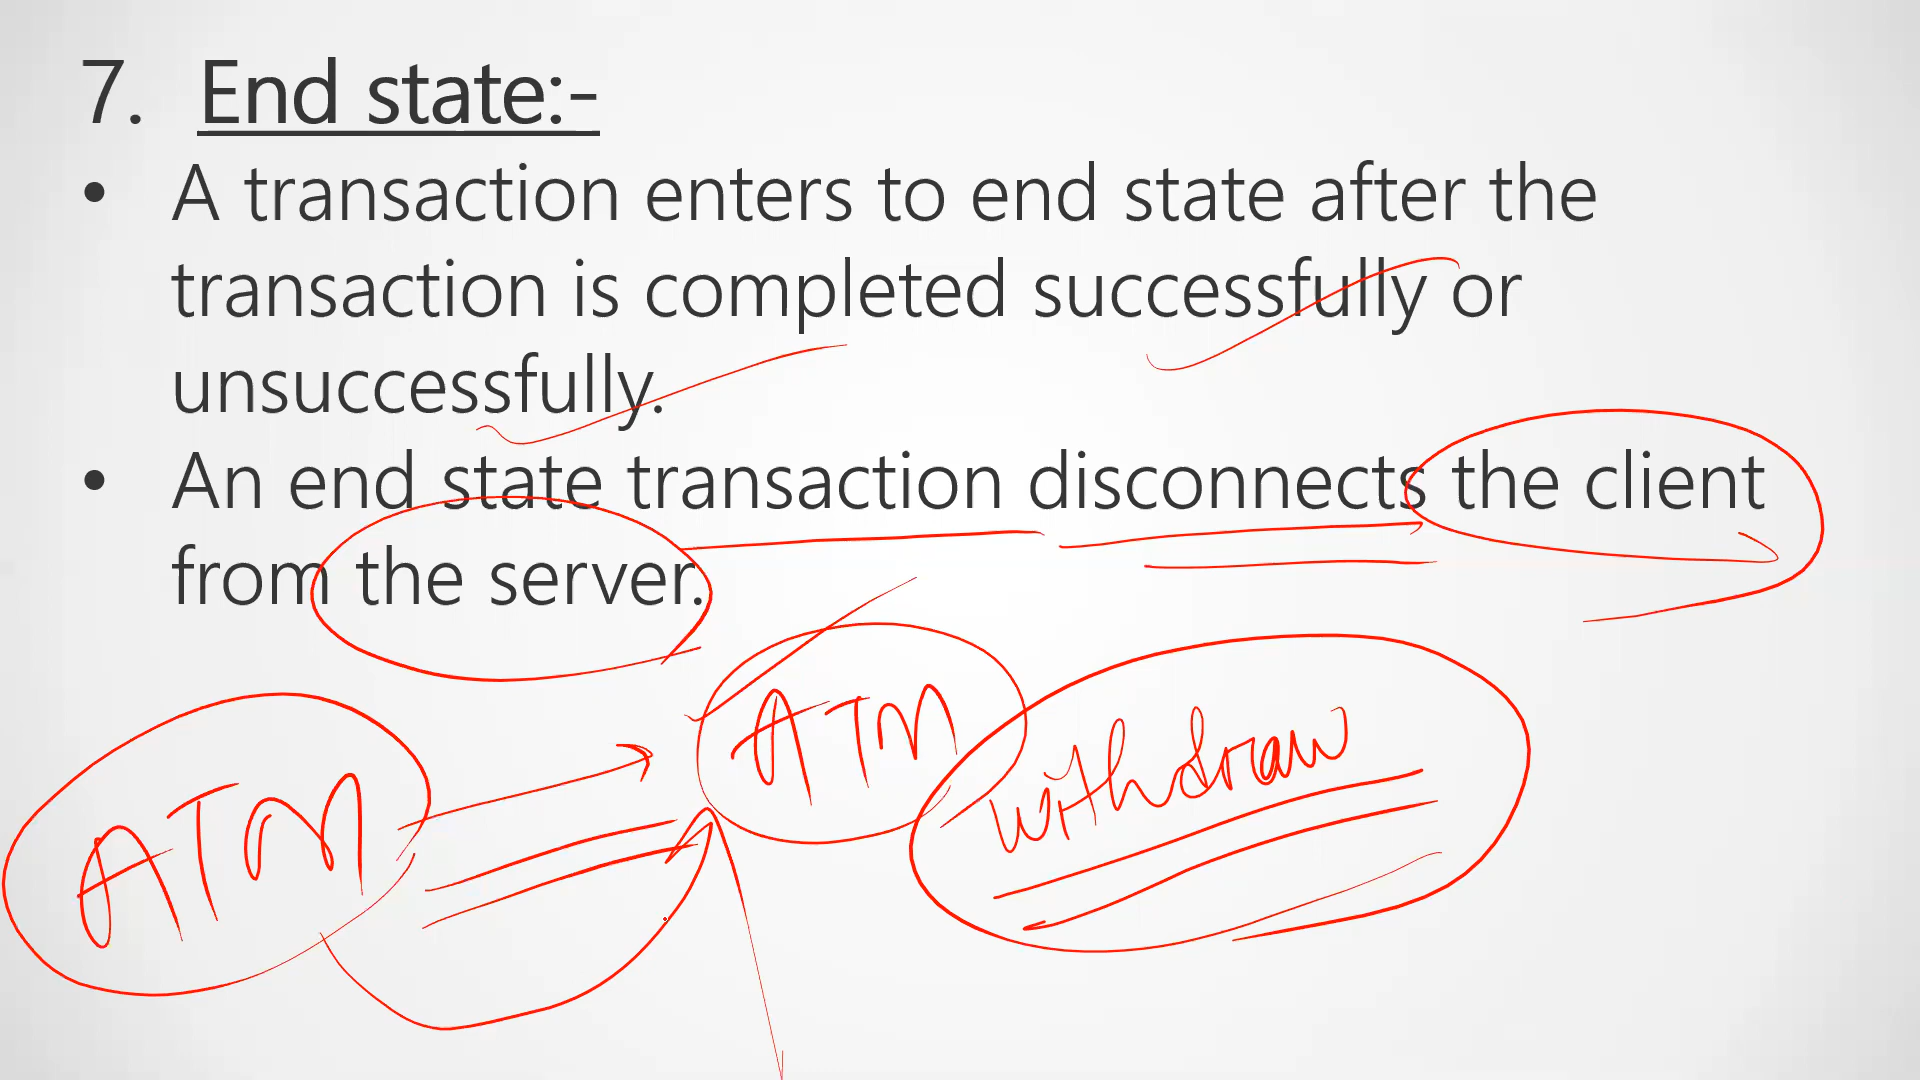 7. End state:-
• A transaction enters to end state after the
transaction is completed successfully or
unsuccessfully.
• An end state transaction disconnects the client
from the server.
ATM
withdraw
ATM